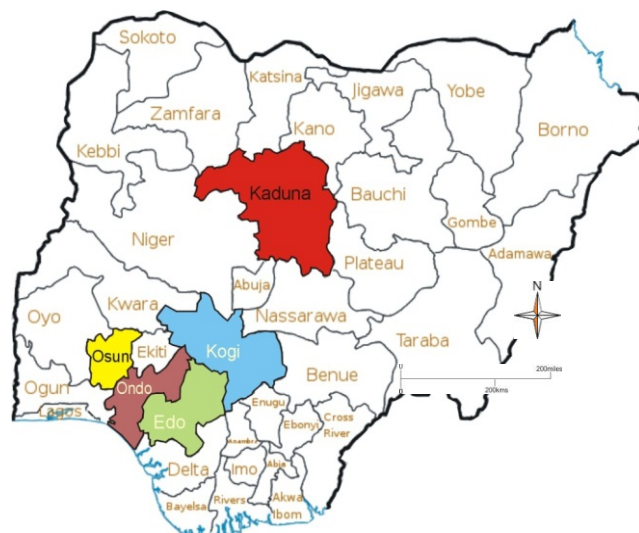 Sokoto
Katsina
Jigawa
Yobe
Zamfara
Kano
Borno
Kebbi
Kaduna
Bauchi
Gombe
Niger
Adamawa
Plateau
Abuja
N
Kwara
Nassarawa
Oyo
Taraba
Osun
Ekiti
Kogi
Benue
200miles
200kms
Ogun
Ondo
Lagos
Enugu
Edo
Ebonyi
Cross
River
Anambra
Delta
Imo
Abia
Bayelsa
Rivers
Akwa
Ibom